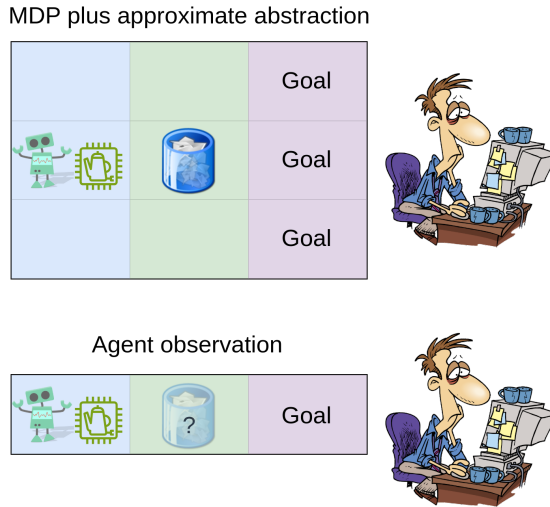 MDP plus approximate abstraction
Goal
Goal
Goal
Agent observation
?
Goal